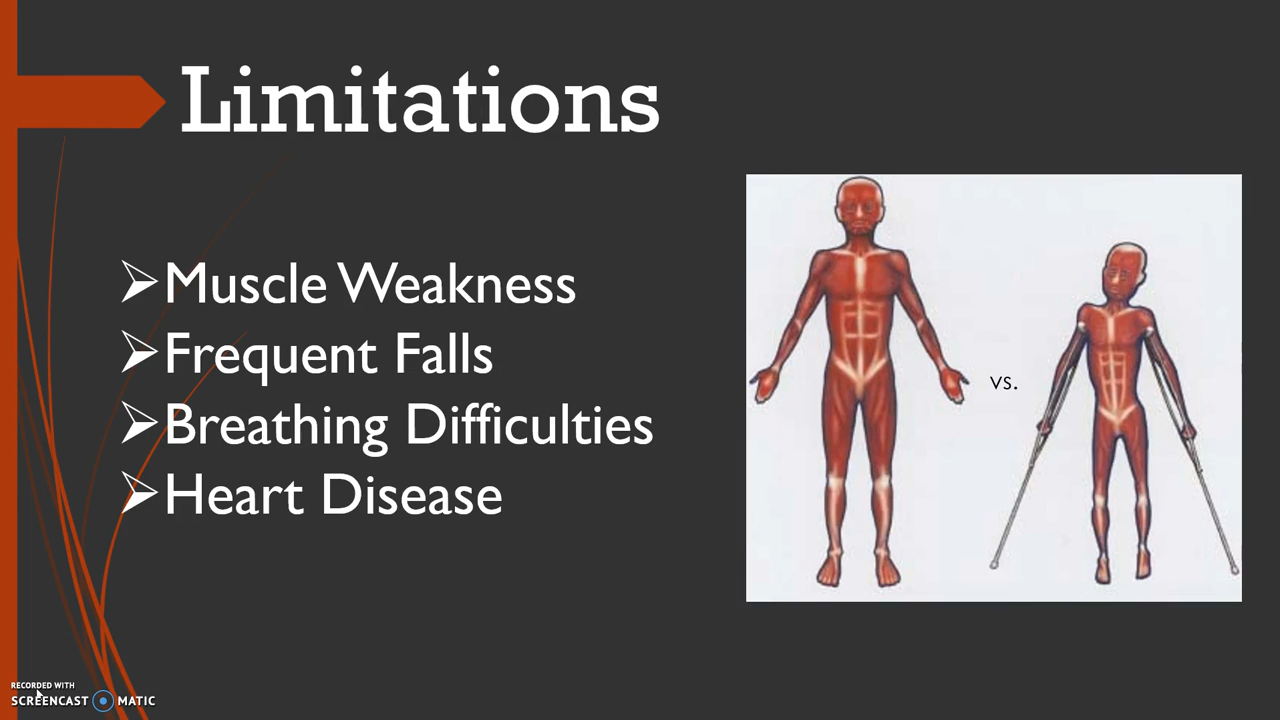 Limitations
➢Muscle Weakness
➢Frequent Falls
➢Breathing Difficulties
➢Heart Disease
vs.
RECORDED WITH
SCREENCAST MATIC